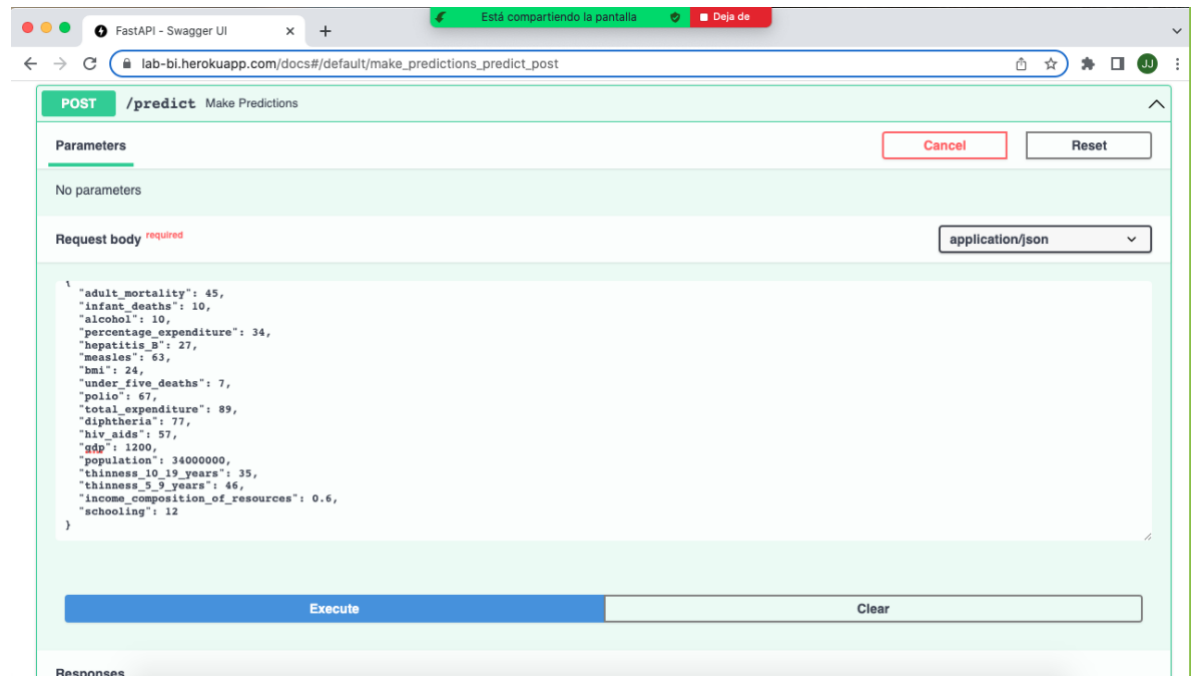 Está compartiendo la pantalla Deja de
FastAPI - Swagger UI
lab-bi.herokuapp.com/docs#/default/make_predictions_predict_post
JJ
POST /predict Make Predictions
Parameters Cancel Reset
No parameters
Request body required application/json
{
"adult_mortality": 45,
"infant_deaths": 10,
"alcohol": 10,
"percentage_expenditure": 34,
"hepatitis_B": 27,
"measles": 63,
"bmi": 24,
"under_five_deaths": 7,
"polio": 67,
"total_expenditure": 89,
"diphtheria": 77,
"hiv_aids": 57,
"gdp": 1200,
"population": 34000000,
"thinness_10_19_years": 35,
"thinness_5_9_years": 46,
"income_composition_of_resources": 0.6,
"schooling": 12
}
Execute Clear
Responses